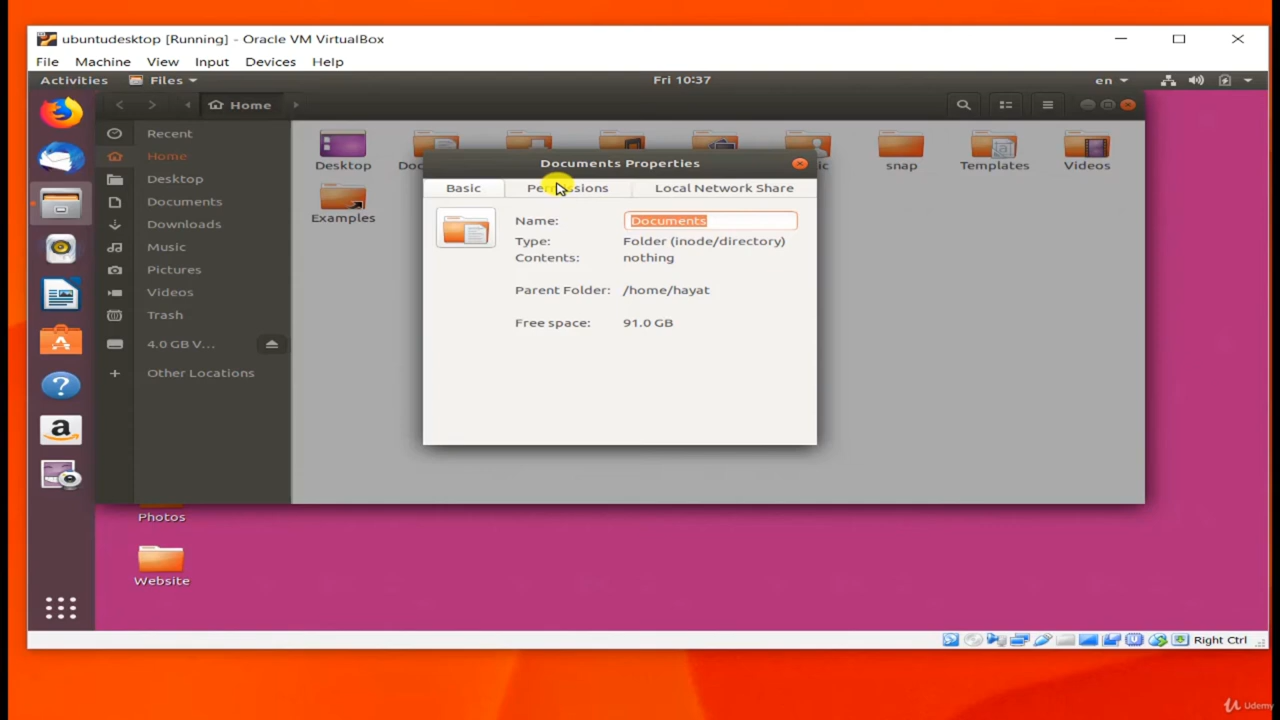 ubuntudesktop [Running] - Oracle VM VirtualBox
File Machine View Input Devices Help
Activities Files Fri 10:37 en
Home
Recent
Home
Desktop
Documents
Downloads
Music
Pictures
Videos
Trash
4.0 GB V...
Other Locations
Desktop
snap
Templates
Videos
Examples
Documents Properties
Basic Permissions Local Network Share
Name: Documents
Type: Folder (inode/directory)
Contents: nothing
Parent Folder: /home/hayat
Free space: 91.0 GB
Photos
Website
Right Ctrl
Udemy